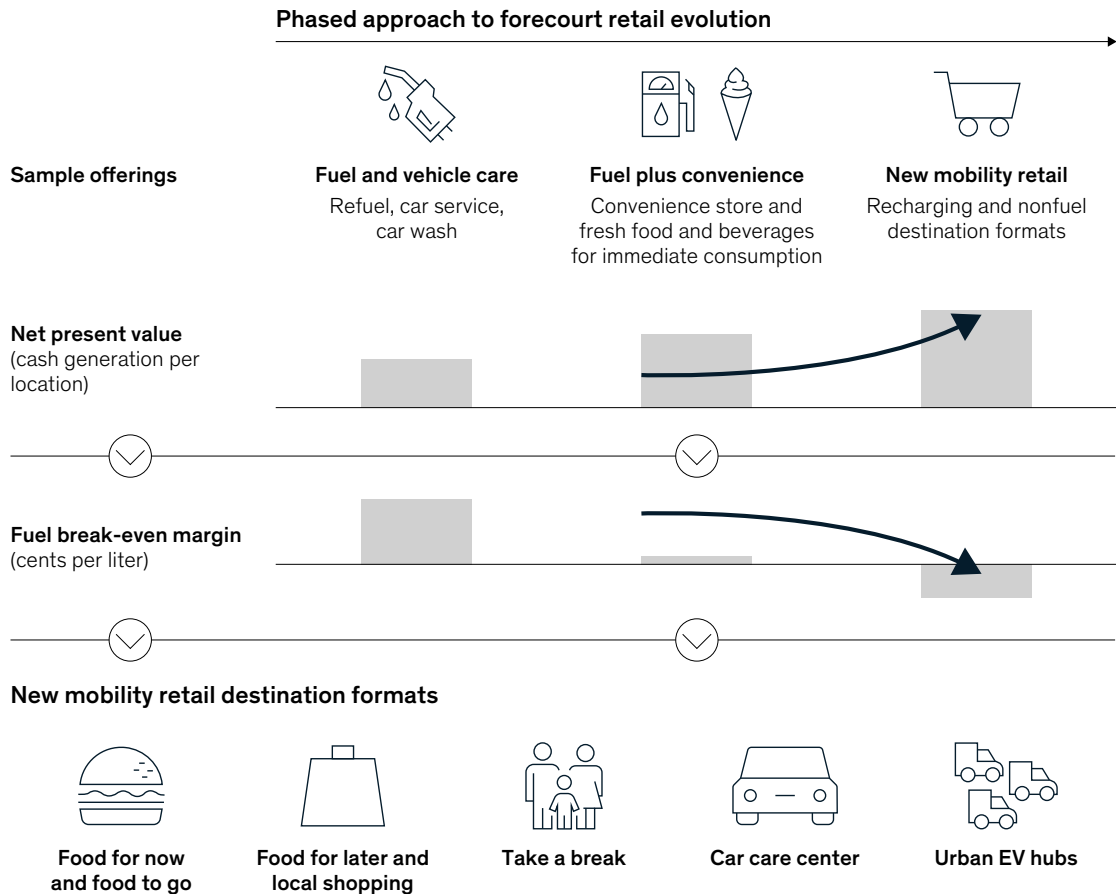 Phased approach to forecourt retail evolution
Sample offerings
Fuel and vehicle care
Refuel, car service,
car wash
Fuel plus convenience
Convenience store and
fresh food and beverages
for immediate consumption
New mobility retail
Recharging and nonfuel
destination formats
Net present value
(cash generation per
location)
Fuel break-even margin
(cents per liter)
New mobility retail destination formats
Food for now
and food to go
Food for later and
local shopping
Take a break
Car care center
Urban EV hubs